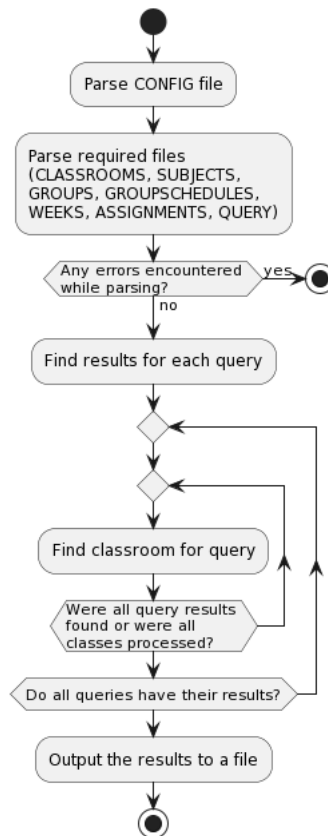 Parse CONFIG file
Parse required files
(CLASSROOMS, SUBJECTS,
GROUPS, GROUPSCHEDULES,
WEEKS, ASSIGNMENTS, QUERY)
Any errors encountered
while parsing?
yes
no
Find results for each query
Find classroom for query
Were all query results
found or were all
classes processed?
Do all queries have their results?
Output the results to a file